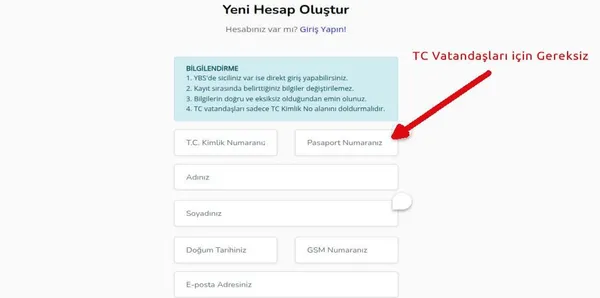 Yeni Hesap Oluştur
Hesabınız var mı? Giriş Yapın!
TC Vatandaşları için Gereksiz
BİLGİLENDİRME
1. YBS'de siciliniz var ise direkt giriş yapabilirsiniz.
2. Kayıt sırasında belirttiğiniz bilgiler değiştirilemez.
3. Bilgilerin doğru ve eksiksiz olduğundan emin olunuz.
4. TC vatandaşları sadece TC Kimlik No alanını doldurmalıdır.
T.C. Kimlik Numaranız Pasaport Numaranız
Adınız
Soyadınız
Doğum Tarihiniz GSM Numaranız
E-posta Adresiniz